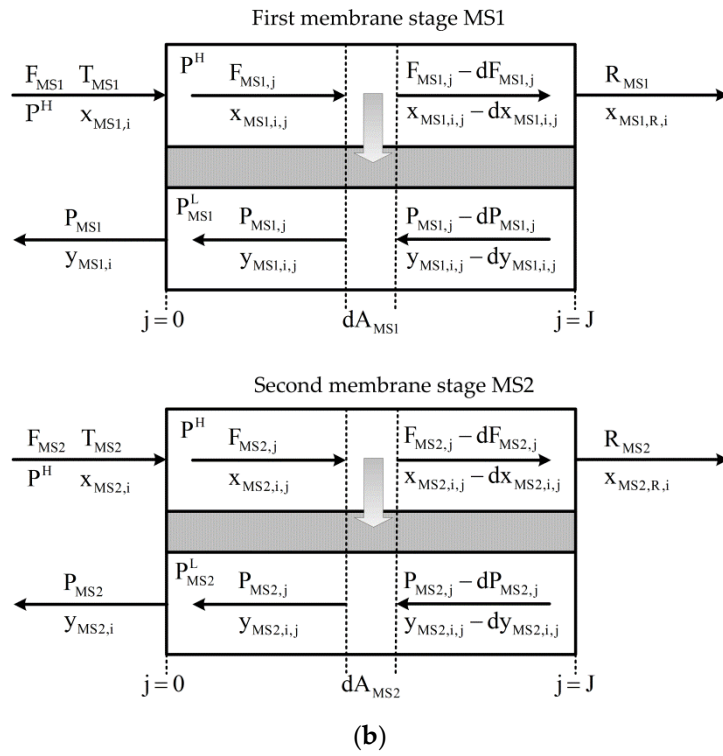 First membrane stage MS1
F_MS1 T_MS1
P^H x_MS1,i
P^H
F_MS1,j
x_MS1,i,j
F_MS1,j − dF_MS1,j
x_MS1,i,j − dx_MS1,i,j
R_MS1
x_MS1,R,i
P_MS1
y_MS1,i
P^L_MS1
P_MS1,j
y_MS1,i,j
P_MS1,j − dP_MS1,j
y_MS1,i,j − dy_MS1,i,j
j = 0 dA_MS1 j = J
Second membrane stage MS2
F_MS2 T_MS2
P^H x_MS2,i
P^H
F_MS2,j
x_MS2,i,j
F_MS2,j − dF_MS2,j
x_MS2,i,j − dx_MS2,i,j
R_MS2
x_MS2,R,i
P_MS2
y_MS2,i
P^L_MS2
P_MS2,j
y_MS2,i,j
P_MS2,j − dP_MS2,j
y_MS2,i,j − dy_MS2,i,j
j = 0 dA_MS2 j = J
(b)